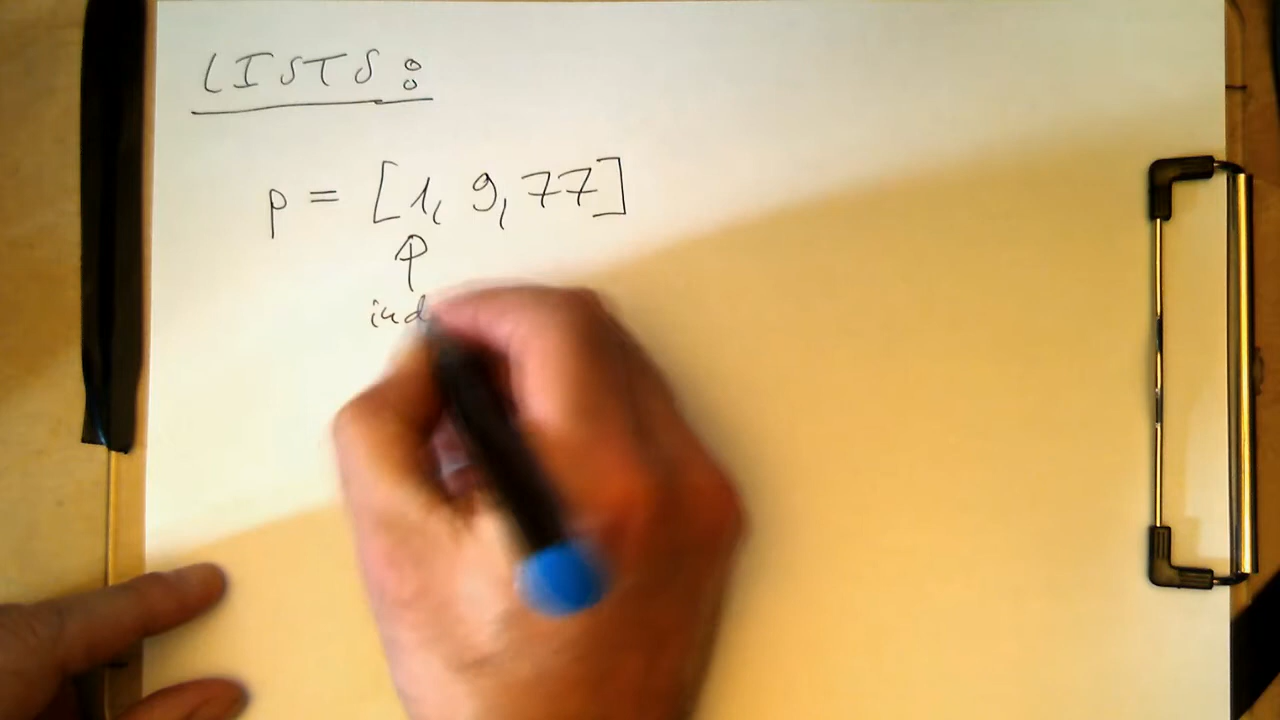 LISTS:
p = [1, 9, 77]
ind